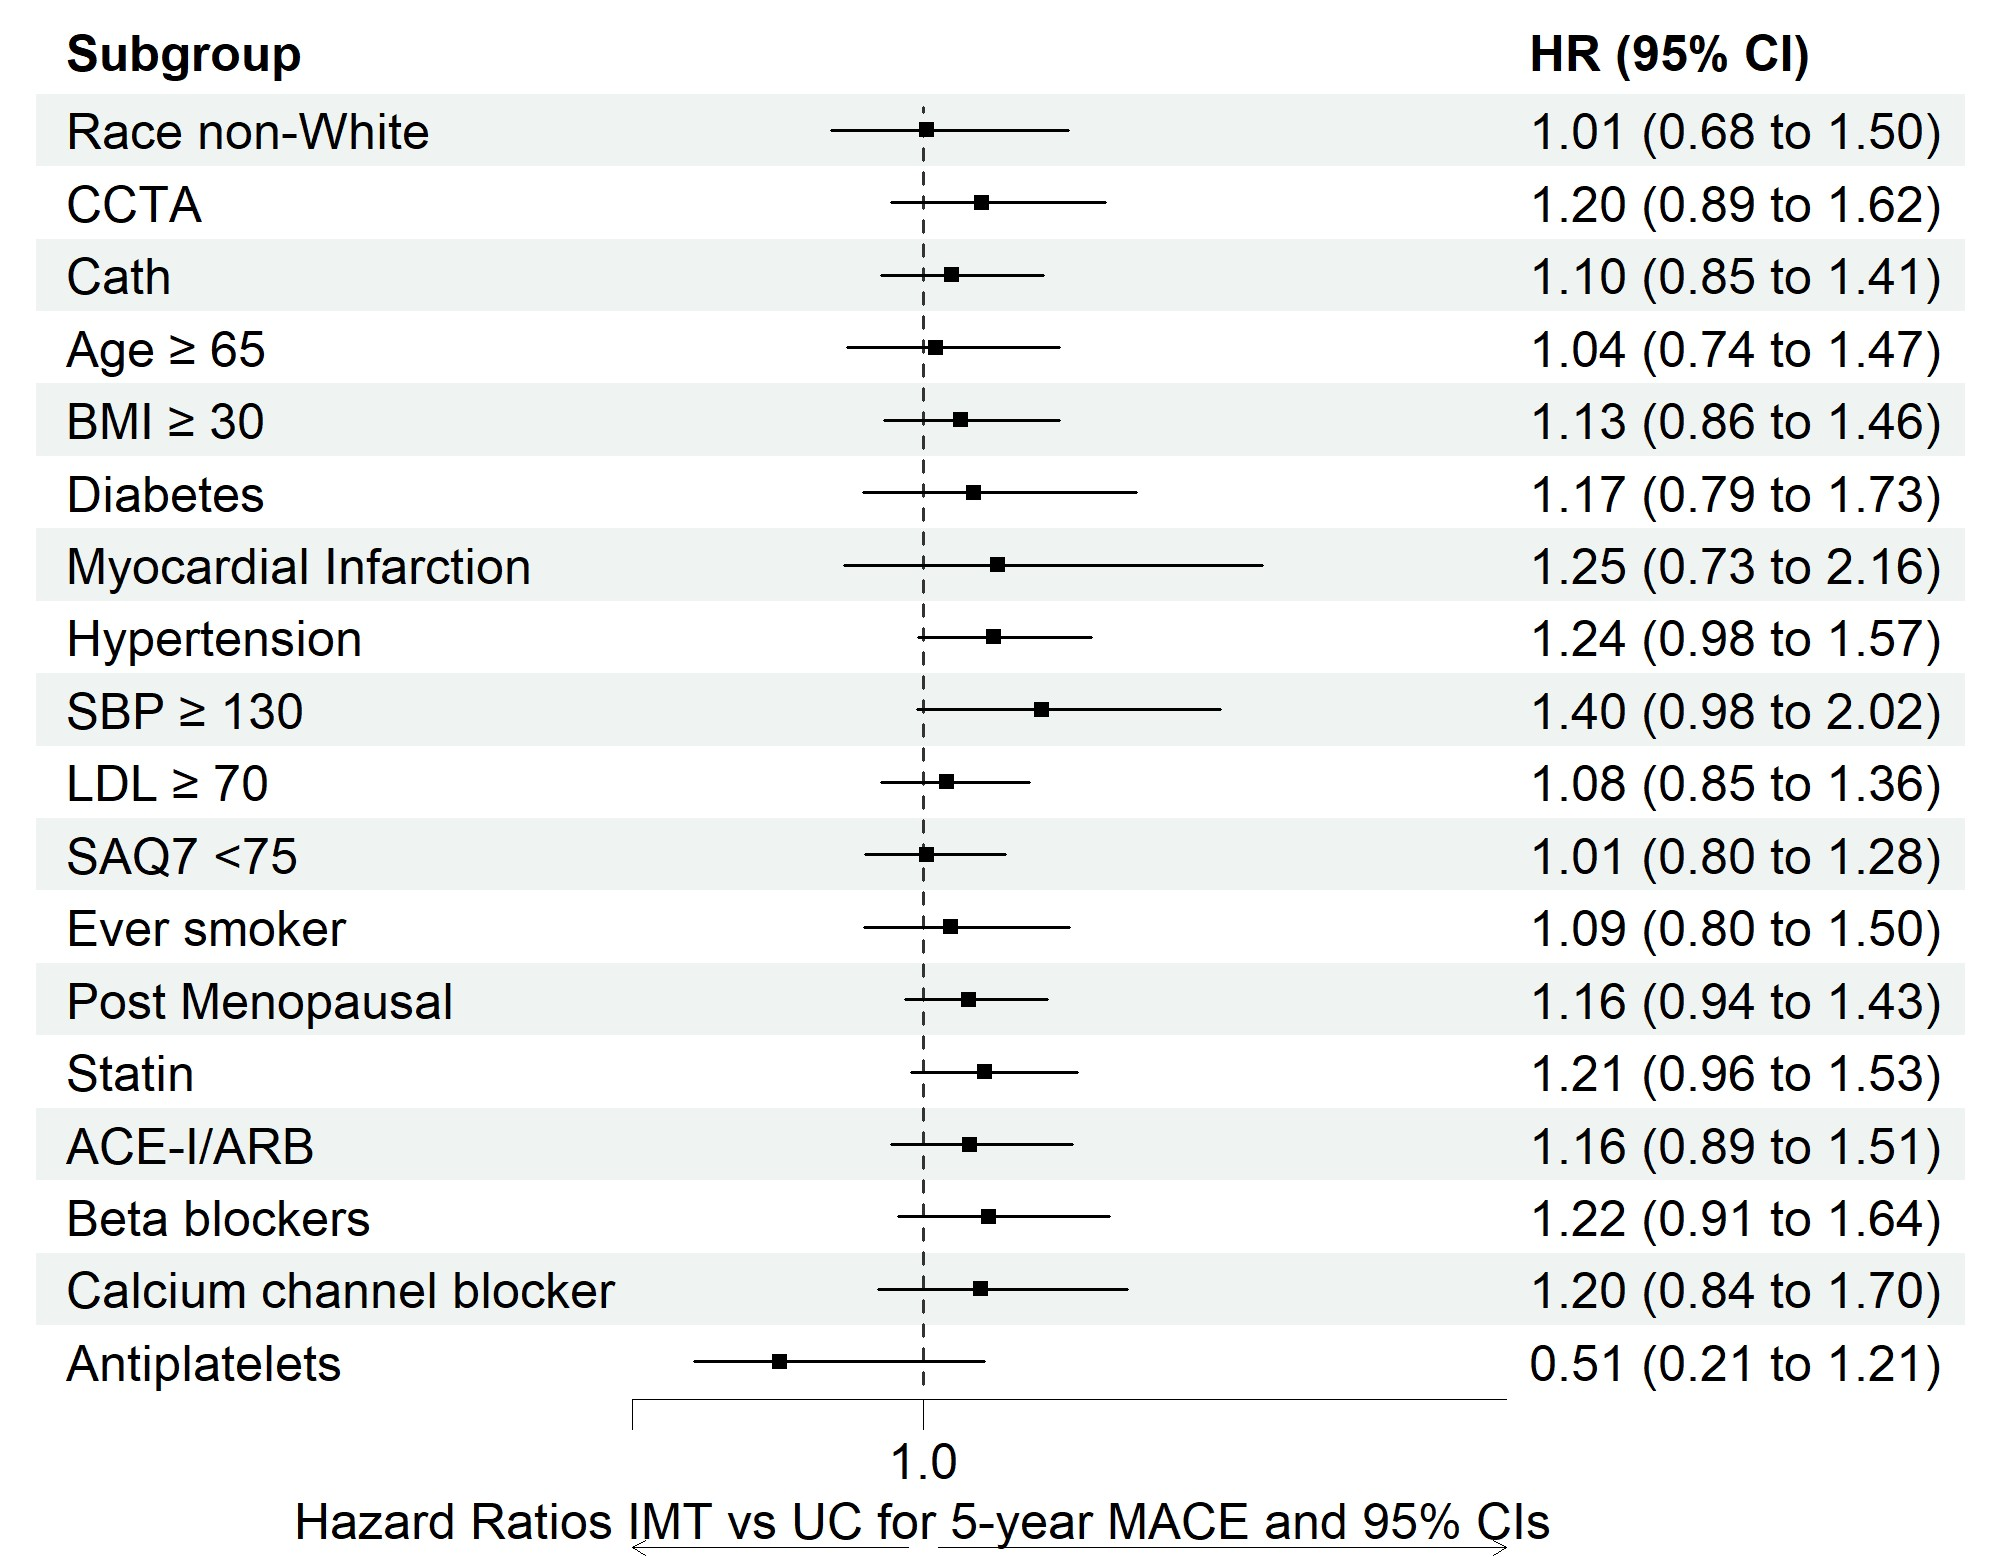 Subgroup HR (95% CI)
Race non-White 1.01 (0.68 to 1.50)
CCTA 1.20 (0.89 to 1.62)
Cath 1.10 (0.85 to 1.41)
Age ≥ 65 1.04 (0.74 to 1.47)
BMI ≥ 30 1.13 (0.86 to 1.46)
Diabetes 1.17 (0.79 to 1.73)
Myocardial Infarction 1.25 (0.73 to 2.16)
Hypertension 1.24 (0.98 to 1.57)
SBP ≥ 130 1.40 (0.98 to 2.02)
LDL ≥ 70 1.08 (0.85 to 1.36)
SAQ7 <75 1.01 (0.80 to 1.28)
Ever smoker 1.09 (0.80 to 1.50)
Post Menopausal 1.16 (0.94 to 1.43)
Statin 1.21 (0.96 to 1.53)
ACE-I/ARB 1.16 (0.89 to 1.51)
Beta blockers 1.22 (0.91 to 1.64)
Calcium channel blocker 1.20 (0.84 to 1.70)
Antiplatelets 0.51 (0.21 to 1.21)
1.0
Hazard Ratios IMT vs UC for 5-year MACE and 95% CIs